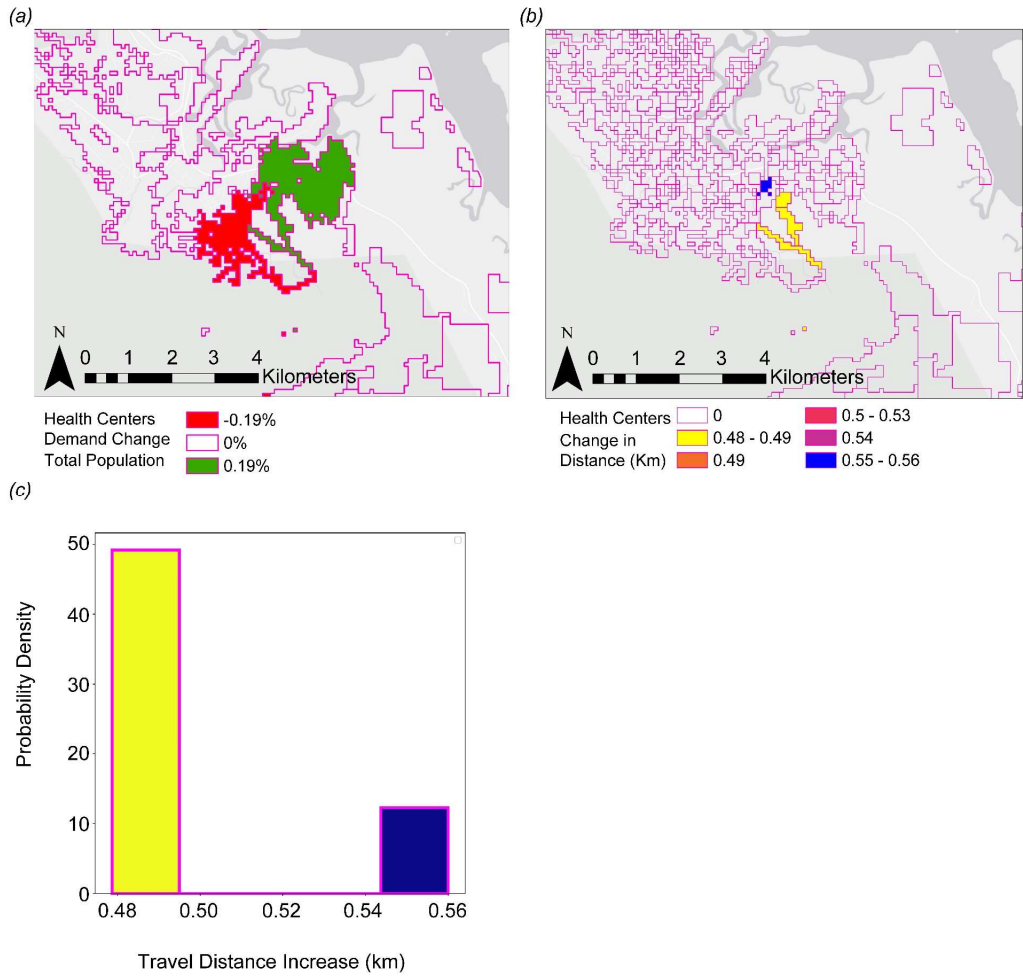 (a)
N
0 1 2 3 4
Kilometers
Health Centers
Demand Change
Total Population
-0.19%
0%
0.19%
(b)
N
0 1 2 3 4
Kilometers
Health Centers
Change in
Distance (Km)
0
0.48 - 0.49
0.49
0.5 - 0.53
0.54
0.55 - 0.56
(c)
Probability Density
50
40
30
20
10
0
0.48 0.50 0.52 0.54 0.56
Travel Distance Increase (km)